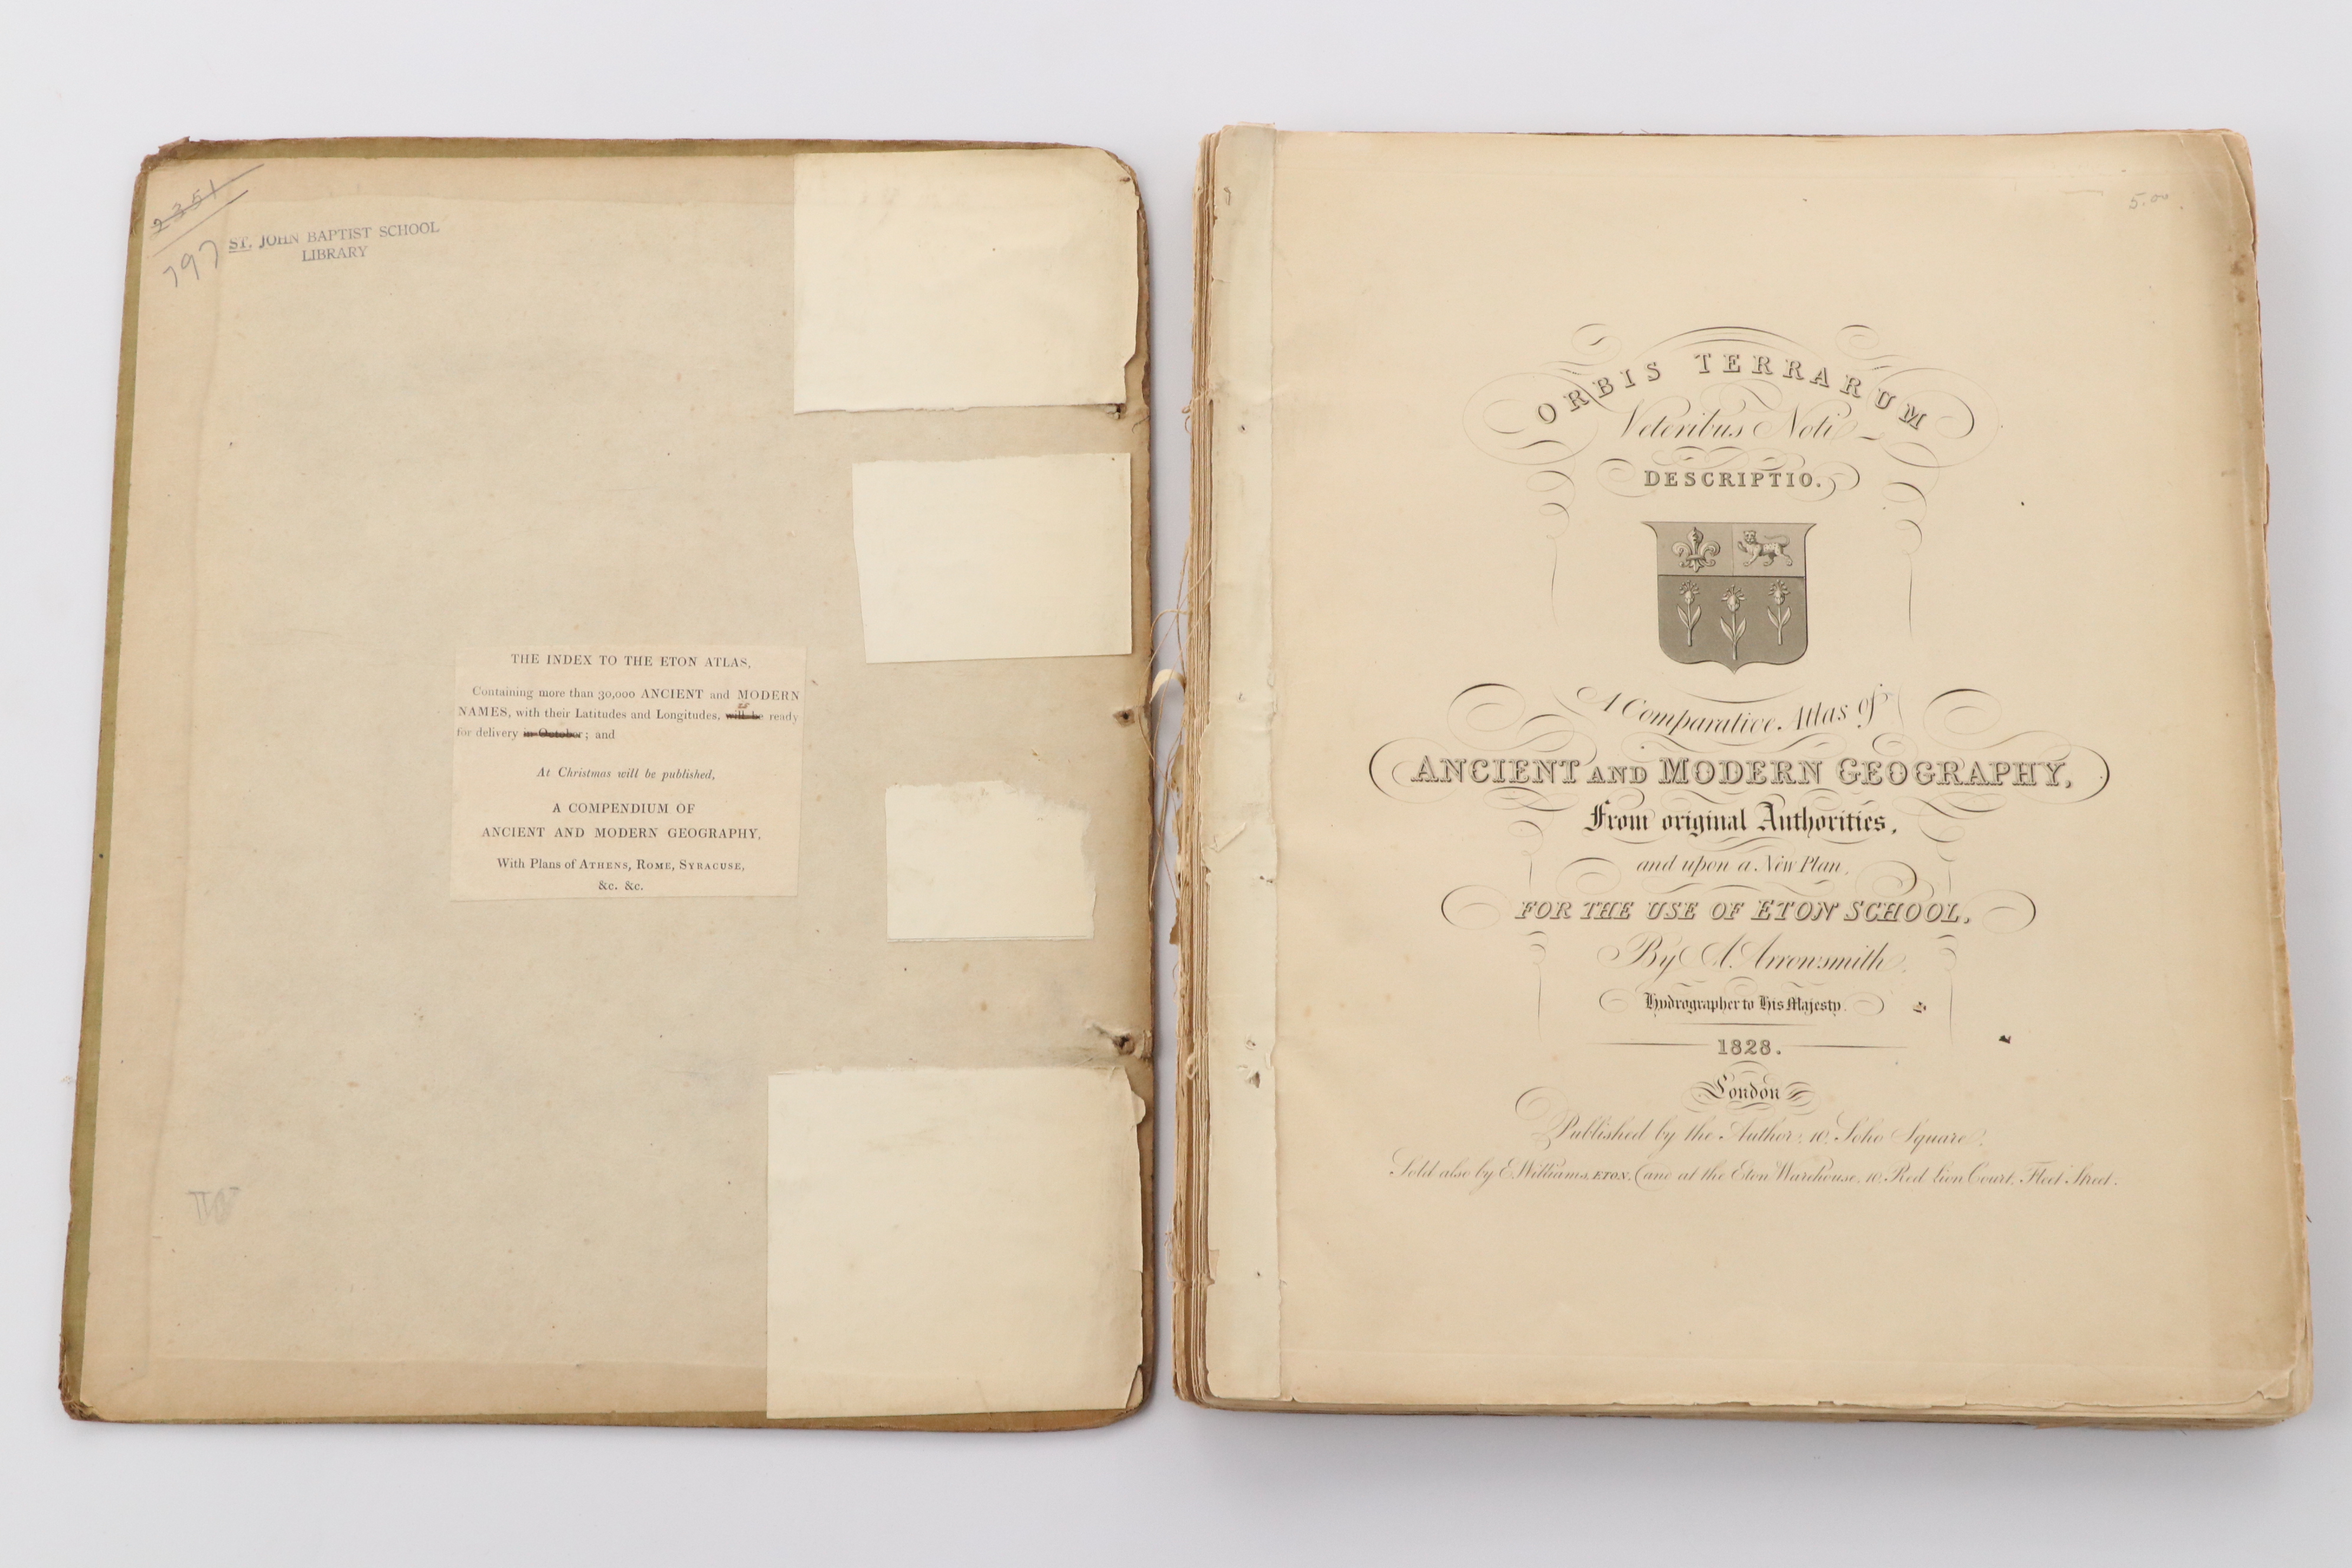 2351
797
ST. JOHN BAPTIST SCHOOL
LIBRARY
THE INDEX TO THE ETON ATLAS,
Containing more than 30,000 ANCIENT and MODERN
NAMES, with their Latitudes and Longitudes, will be is ready
for delivery in October; and
At Christmas will be published,
A COMPENDIUM OF
ANCIENT AND MODERN GEOGRAPHY,
With Plans of ATHENS, ROME, SYRACUSE,
&c. &c.
5.00
ORBIS TERRARUM
Veteribus Noti
DESCRIPTIO.
A Comparative Atlas of
ANCIENT AND MODERN GEOGRAPHY,
From original Authorities,
and upon a New Plan,
FOR THE USE OF ETON SCHOOL,
By A. Arrowsmith,
Hydrographer to His Majesty.
1828.
London
Published by the Author, 10, Soho Square,
Sold also by E. Williams, ETON, and at the Eton Warehouse, 10, Red Lion Court, Fleet Street.